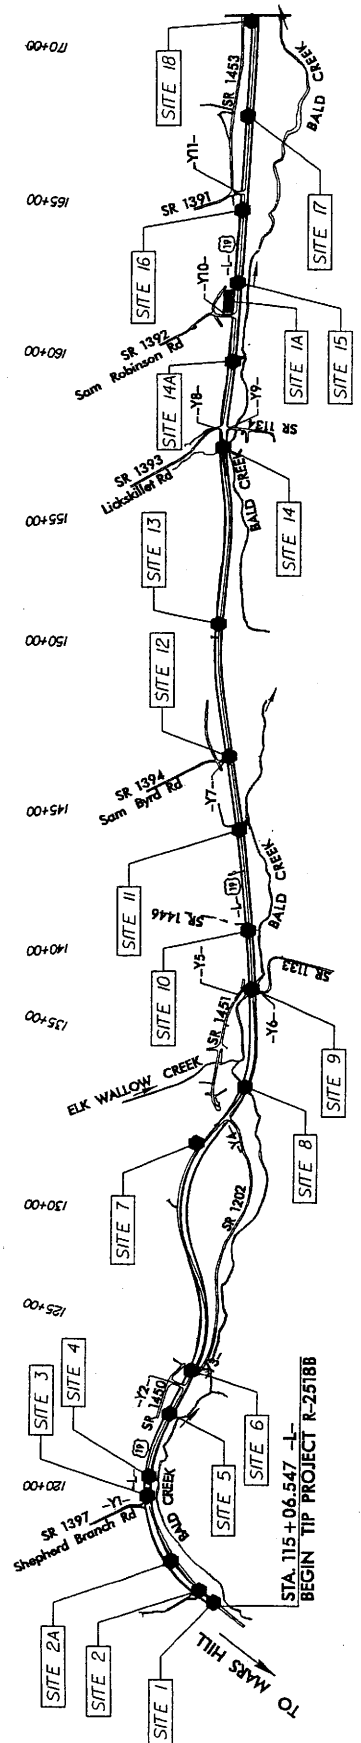 170+00
SITE 18
SR 1453
BALD CREEK
-Y11-
165+00
SR 1391
SITE 17
SITE 16
-L-
19
-Y10-
SITE 15
SITE 1A
160+00
SR 1392
Sam Robinson Rd
SITE 14A
-Y8-
-Y9-
SR 1134
SR 1393
Lickskillet Rd
BALD CREEK
SITE 14
155+00
SITE 13
150+00
SITE 12
SR 1394
Sam Byrd Rd
-Y7-
145+00
SITE 11
-L-
19
SR 1446
BALD CREEK
140+00
SITE 10
-Y5-
SR 1133
-Y6-
SITE 9
135+00
SR 1451
ELK WALLOW CREEK
SITE 8
SITE 7
-Y4-
130+00
SR 1202
125+00
SITE 4
SITE 3
-Y3-
-Y2-
SR 1450
SITE 6
SITE 5
19
-L-
120+00
-Y1-
SR 1397
Shepherd Branch Rd
BALD CREEK
STA. 115+06.547 -L-
BEGIN TIP PROJECT R-2518B
SITE 2A
SITE 2
SITE 1
TO MARS HILL